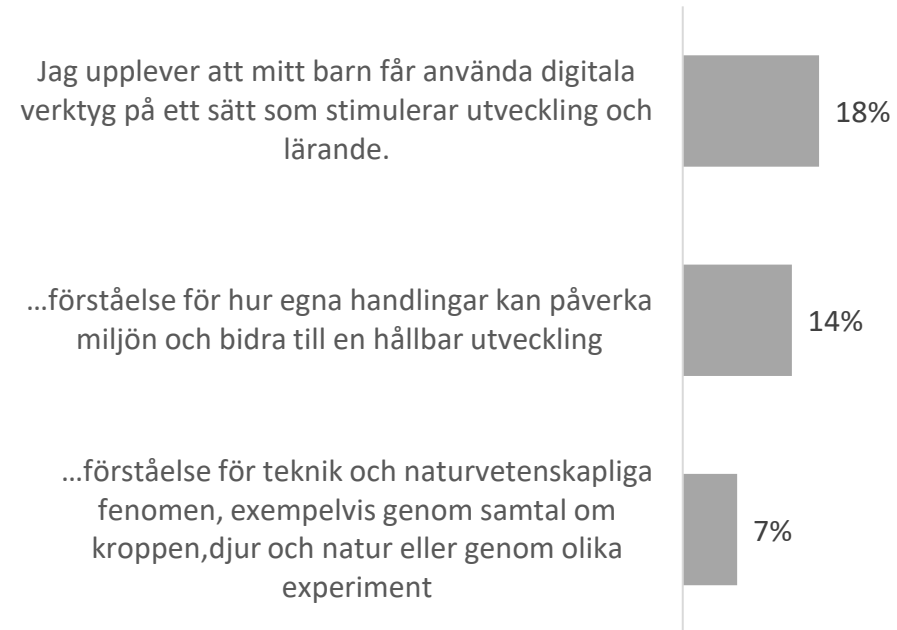 Jag upplever att mitt barn får använda digitala
verktyg på ett sätt som stimulerar utveckling och
lärande.
18%
...förståelse för hur egna handlingar kan påverka
miljön och bidra till en hållbar utveckling
14%
...förståelse för teknik och naturvetenskapliga
fenomen, exempelvis genom samtal om
kroppen,djur och natur eller genom olika
experiment
7%